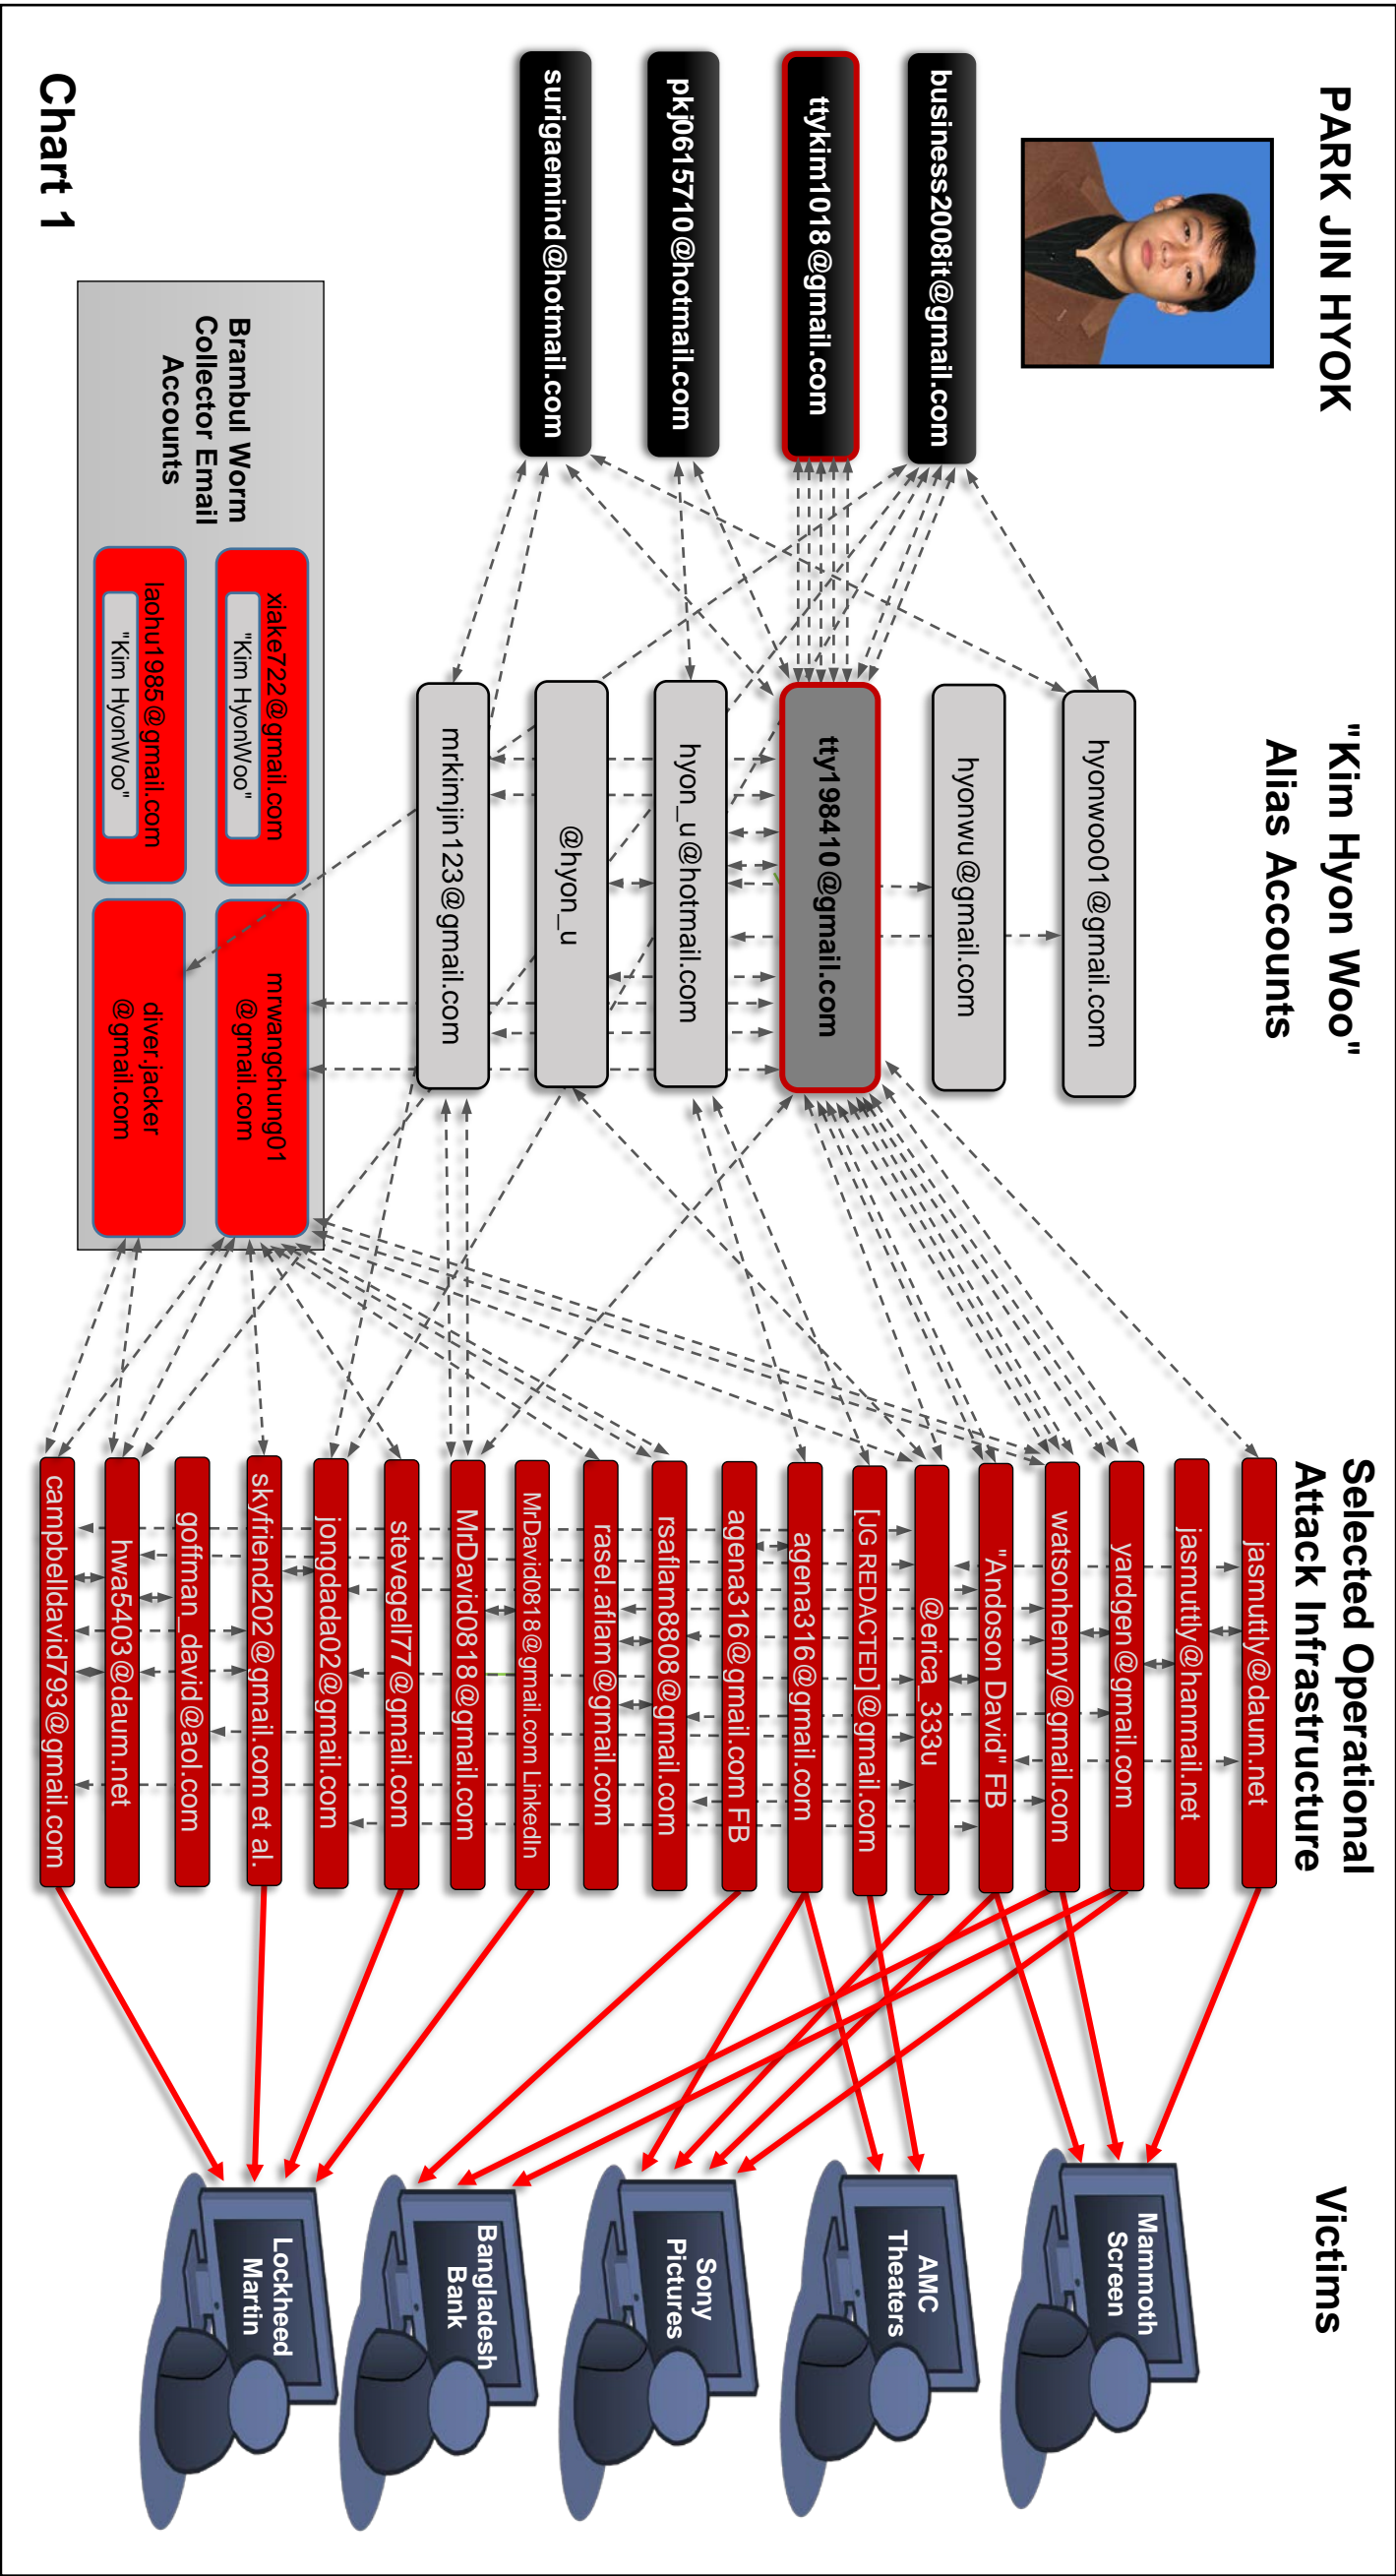 PARK JIN HYOK
"Kim Hyon Woo"
Alias Accounts
Selected Operational
Attack Infrastructure
Victims
business2008it@gmail.com
ttykim1018@gmail.com
pkj0615710@hotmail.com
surigaemind@hotmail.com
hyonwoo01@gmail.com
hyonwu@gmail.com
tty198410@gmail.com
hyon_u@hotmail.com
@hyon_u
mrkimjin123@gmail.com
Brambul Worm
Collector Email
Accounts
xiake722@gmail.com
"Kim HyonWoo"
mrwangchung01
@gmail.com
laohu1985@gmail.com
"Kim HyonWoo"
diver.jacker
@gmail.com
jasmuttly@daum.net
jasmuttly@hanmail.net
yardgen@gmail.com
watsonhenny@gmail.com
"Andoson David" FB
@erica_333u
[JG REDACTED]@gmail.com
agena316@gmail.com
agena316@gmail.com FB
rsaflam8808@gmail.com
rasel.aflam@gmail.com
MrDavid0818@gmail.com LinkedIn
MrDavid0818@gmail.com
stevegell77@gmail.com
jongdada02@gmail.com
skyfriend202@gmail.com et al.
goffman_david@aol.com
hwa5403@daum.net
campbelldavid793@gmail.com
Mammoth
Screen
AMC
Theaters
Sony
Pictures
Bangladesh
Bank
Lockheed
Martin
Chart 1